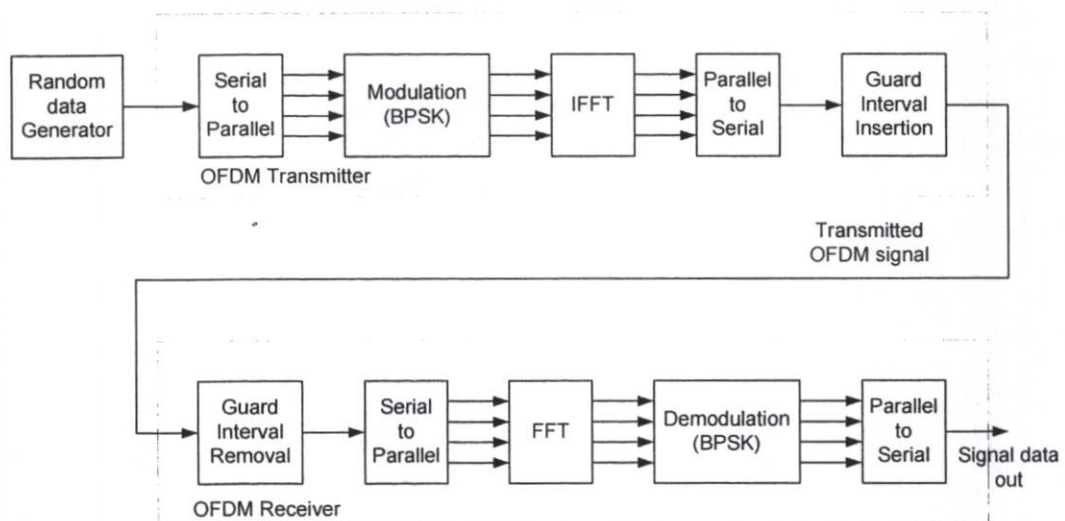 Random
data
Generator
Serial
to
Parallel
Modulation
(BPSK)
IFFT
Parallel
to
Serial
Guard
Interval
Insertion
OFDM Transmitter
Transmitted
OFDM signal
Guard
Interval
Removal
Serial
to
Parallel
FFT
Demodulation
(BPSK)
Parallel
to
Serial
Signal data
out
OFDM Receiver